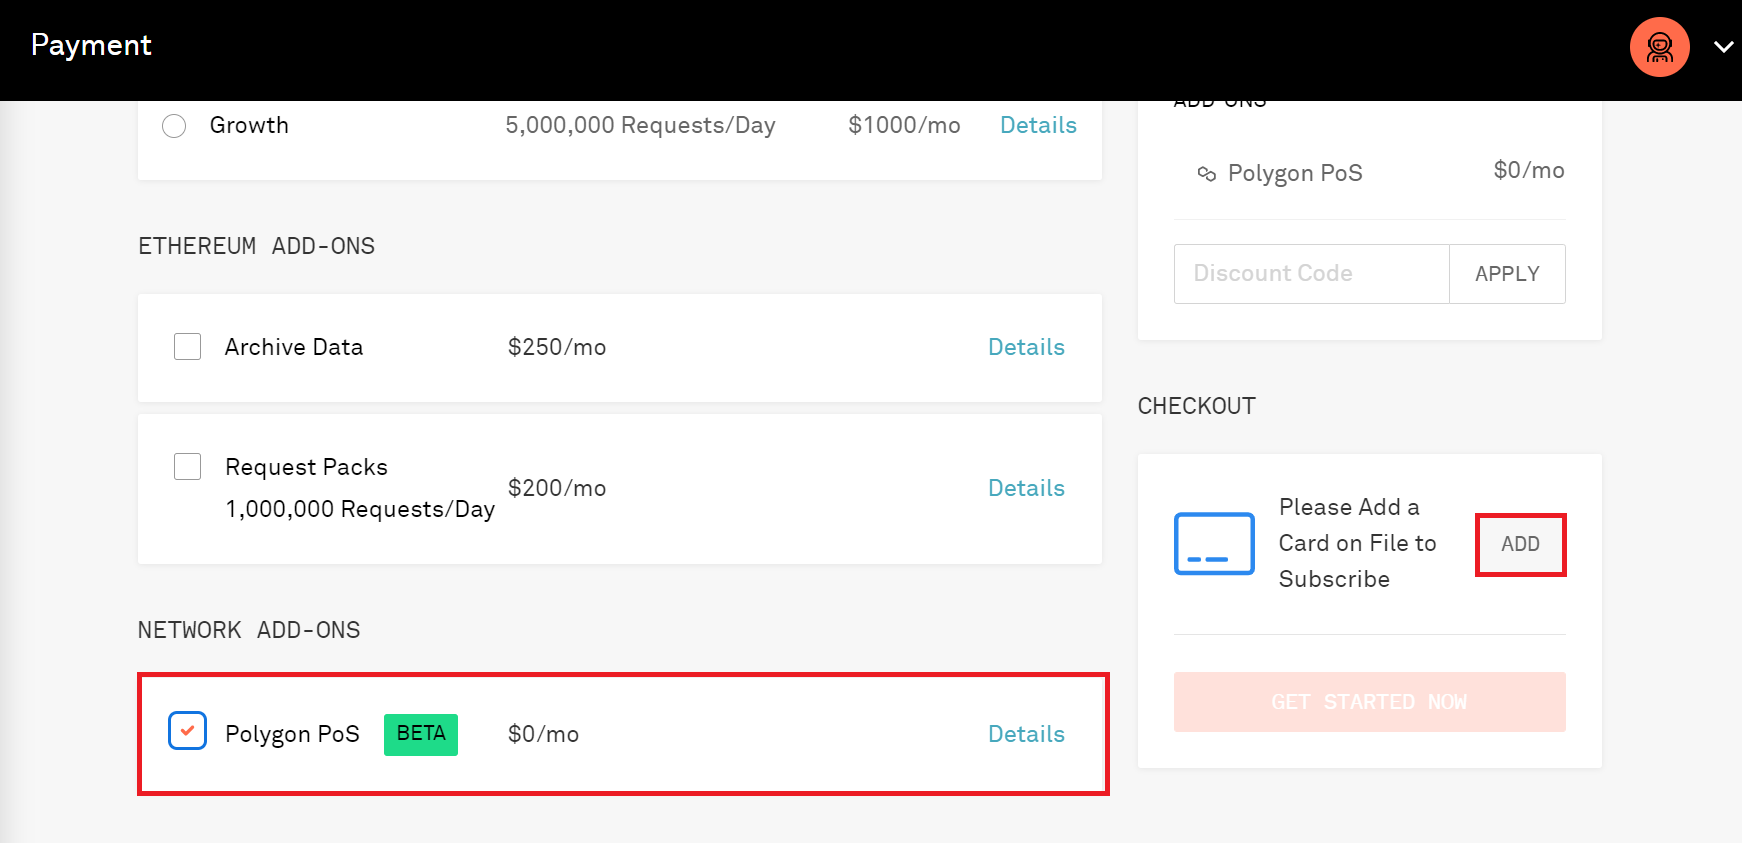 Payment
Growth 5,000,000 Requests/Day $1000/mo Details
ETHEREUM ADD-ONS
Archive Data $250/mo Details
Request Packs
1,000,000 Requests/Day $200/mo Details
NETWORK ADD-ONS
Polygon PoS BETA $0/mo Details
ADD-ONS
Polygon PoS $0/mo
Discount Code APPLY
CHECKOUT
Please Add a
Card on File to
Subscribe
ADD
GET STARTED NOW